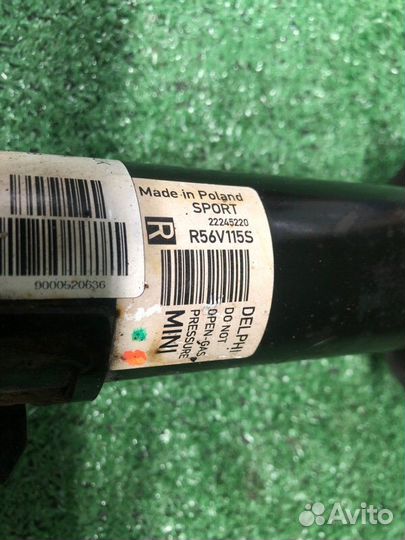 Made in Poland
SPORT
22245220
R R56V115S
9000520636
DELPHI
DO NOT
OPEN-GAS
PRESSURE
MINI
Avito